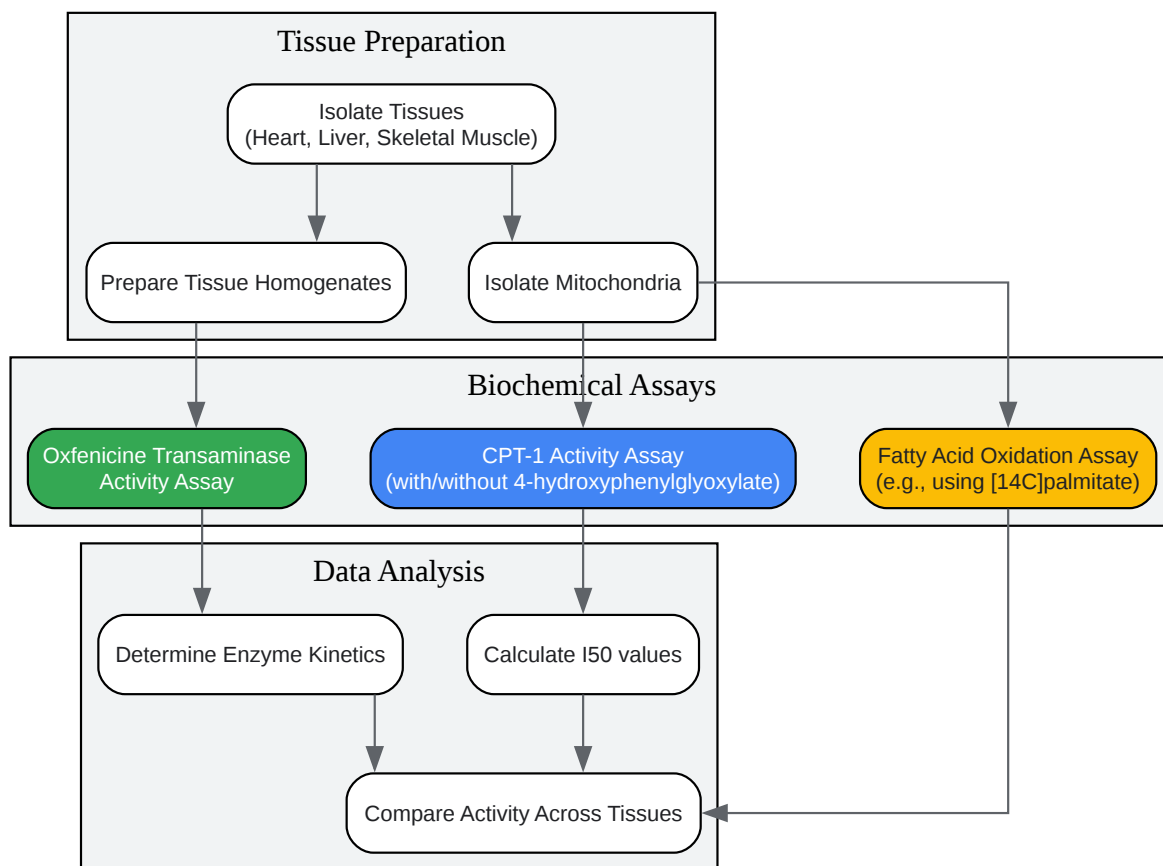 Tissue Preparation
Isolate Tissues
(Heart, Liver, Skeletal Muscle)
Prepare Tissue Homogenates
Isolate Mitochondria
Biochemical Assays
Oxfenicine Transaminase
Activity Assay
CPT-1 Activity Assay
(with/without 4-hydroxyphenylglyoxylate)
Fatty Acid Oxidation Assay
(e.g., using [14C]palmitate)
Data Analysis
Determine Enzyme Kinetics
Calculate I50 values
Compare Activity Across Tissues